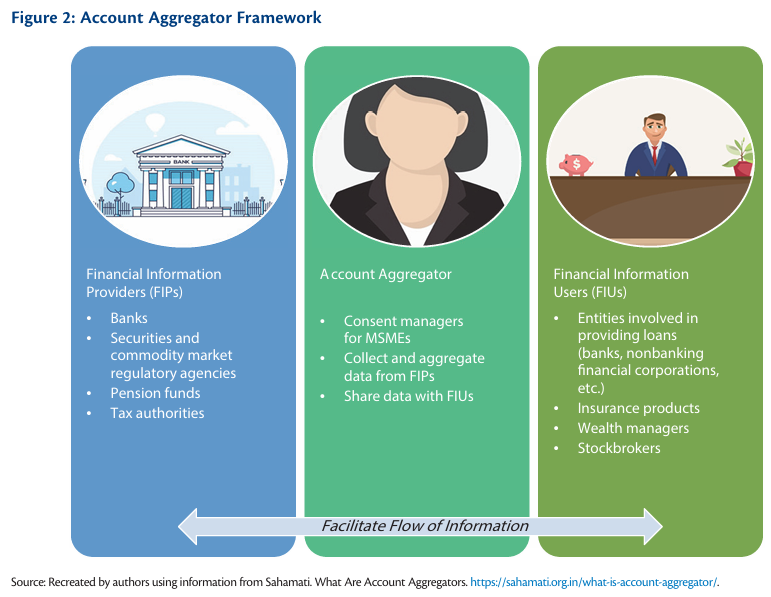 Figure 2: Account Aggregator Framework
BANK
$
Financial Information
Providers (FIPs)
• Banks
• Securities and
commodity market
regulatory agencies
• Pension funds
• Tax authorities
Account Aggregator
• Consent managers
for MSMEs
• Collect and aggregate
data from FIPs
• Share data with FIUs
Financial Information
Users (FIUs)
• Entities involved in
providing loans
(banks, nonbanking
financial corporations,
etc.)
• Insurance products
• Wealth managers
• Stockbrokers
Facilitate Flow of Information
Source: Recreated by authors using information from Sahamati. What Are Account Aggregators. https://sahamati.org.in/what-is-account-aggregator/.